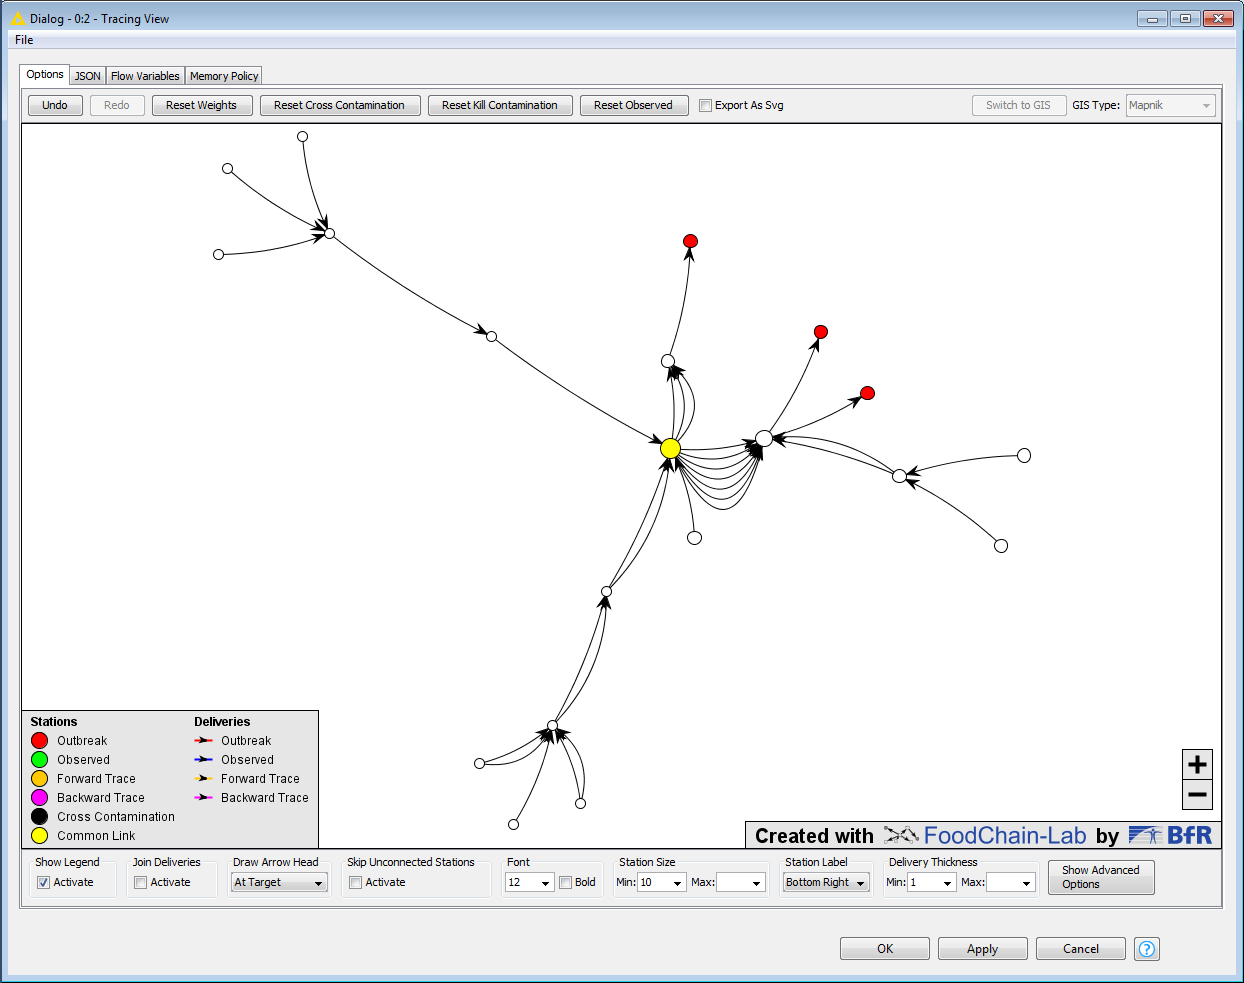 Dialog - 0:2 - Tracing View
File
Options JSON Flow Variables Memory Policy
Undo Redo Reset Weights Reset Cross Contamination Reset Kill Contamination Reset Observed Export As Svg Switch to GIS GIS Type: Mapnik
Stations Deliveries
Outbreak Outbreak
Observed Observed
Forward Trace Forward Trace
Backward Trace Backward Trace
Cross Contamination
Common Link
+
−
Created with FoodChain-Lab by BfR
Show Legend Join Deliveries Draw Arrow Head Skip Unconnected Stations Font Station Size Station Label Delivery Thickness
Activate Activate At Target Activate 12 Bold Min: 10 Max: Bottom Right Min: 1 Max:
Show Advanced
Options
OK Apply Cancel ?